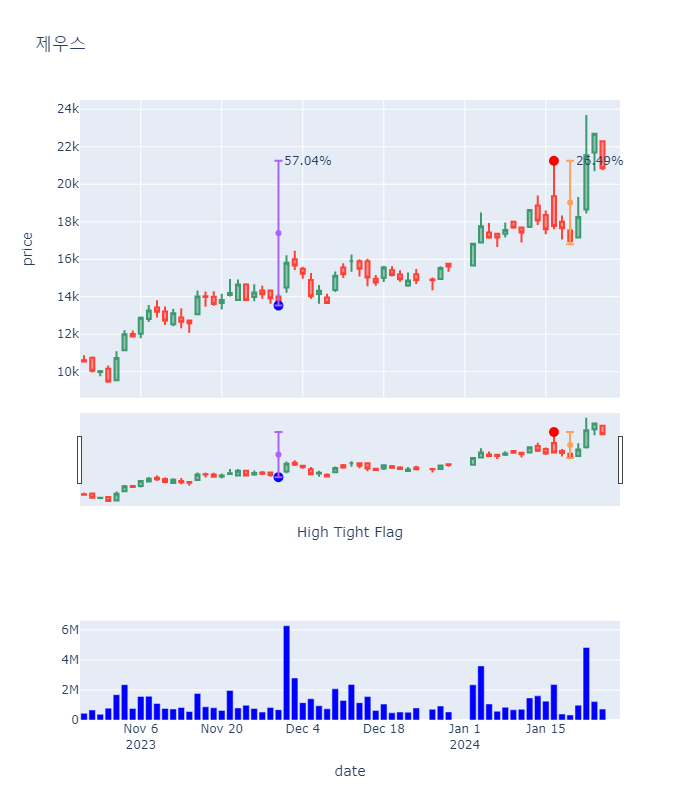 제우스
24k
22k
20k
18k
16k
14k
12k
10k
price
57.04%
26.49%
High Tight Flag
6M
4M
2M
0
Nov 6
2023
Nov 20
Dec 4
Dec 18
Jan 1
2024
Jan 15
date